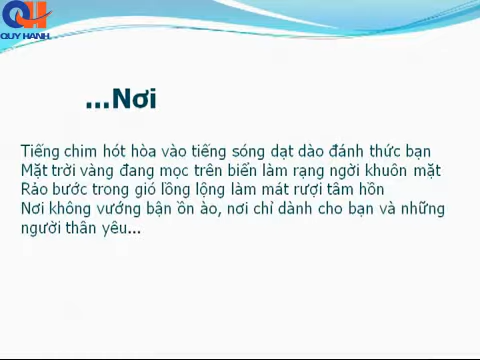 QH
QUY HANH
...Nơi
Tiếng chim hót hòa vào tiếng sóng dạt dào đánh thức bạn
Mặt trời vàng đang mọc trên biển làm rạng ngời khuôn mặt
Rảo bước trong gió lồng lộng làm mát rượi tâm hồn
Nơi không vướng bận ồn ào, nơi chỉ dành cho bạn và những
người thân yêu...